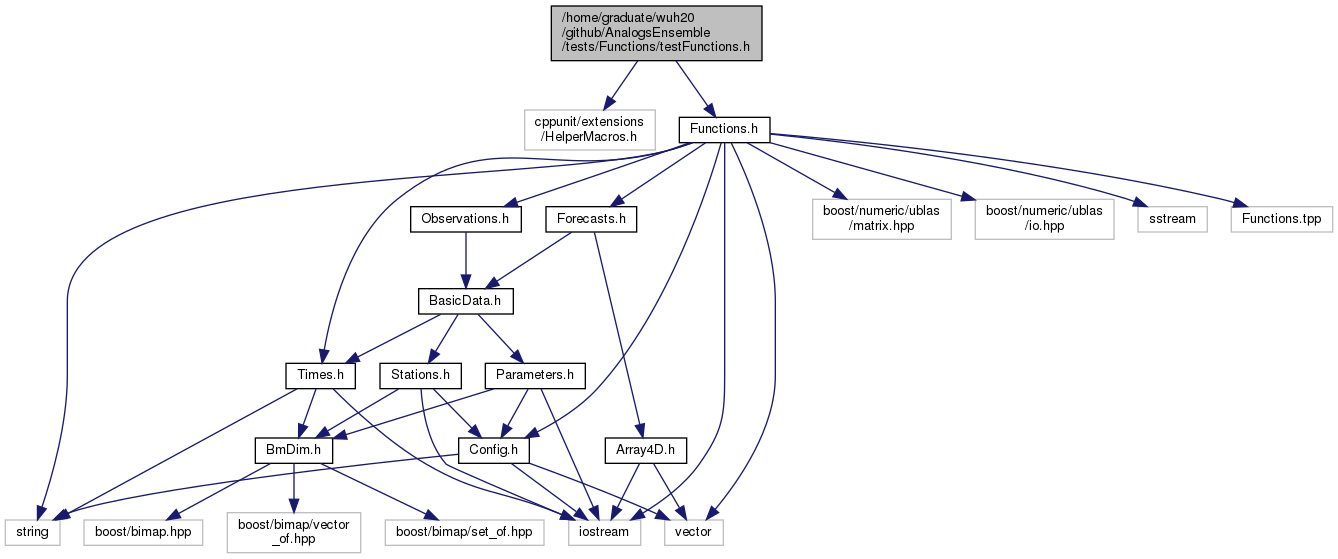 /home/graduate/wuh20
/github/AnalogsEnsemble
/tests/Functions/testFunctions.h
cppunit/extensions
/HelperMacros.h
Functions.h
Observations.h
Forecasts.h
boost/numeric/ublas
/matrix.hpp
boost/numeric/ublas
/io.hpp
sstream
Functions.tpp
BasicData.h
Times.h
Stations.h
Parameters.h
BmDim.h
Config.h
Array4D.h
string
boost/bimap.hpp
boost/bimap/vector
_of.hpp
boost/bimap/set_of.hpp
iostream
vector